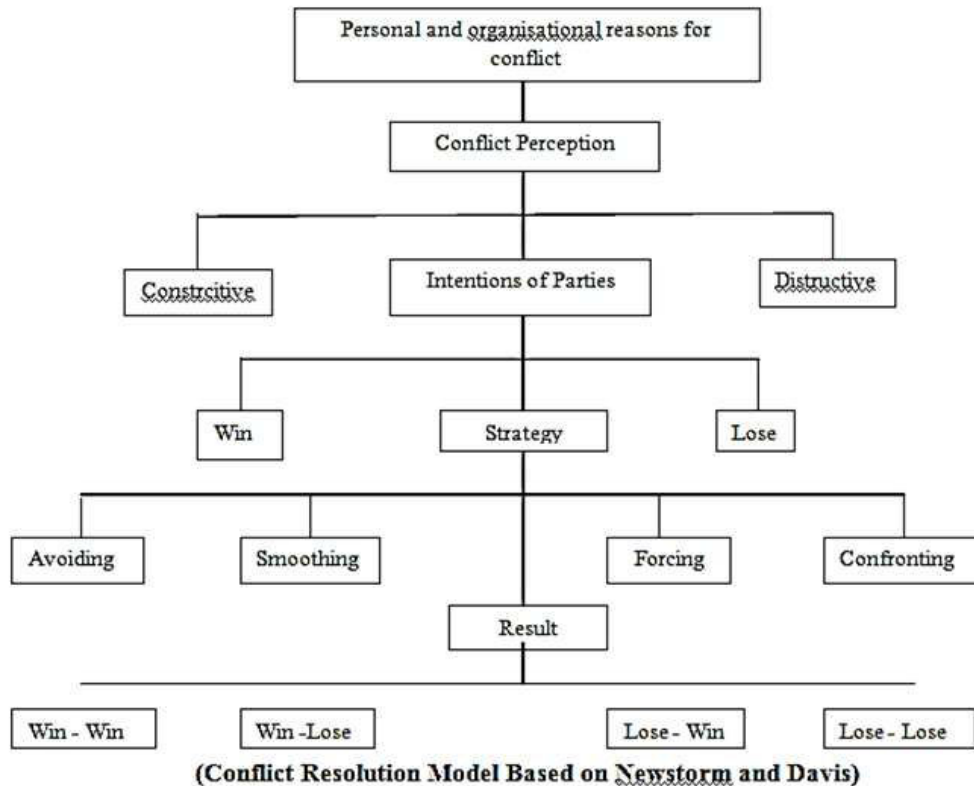 Personal and organisational reasons for
conflict
Conflict Perception
Constrcitive
Intentions of Parties
Distructive
Win
Strategy
Lose
Avoiding
Smoothing
Forcing
Confronting
Result
Win - Win
Win -Lose
Lose - Win
Lose - Lose
(Conflict Resolution Model Based on Newstorm and Davis)